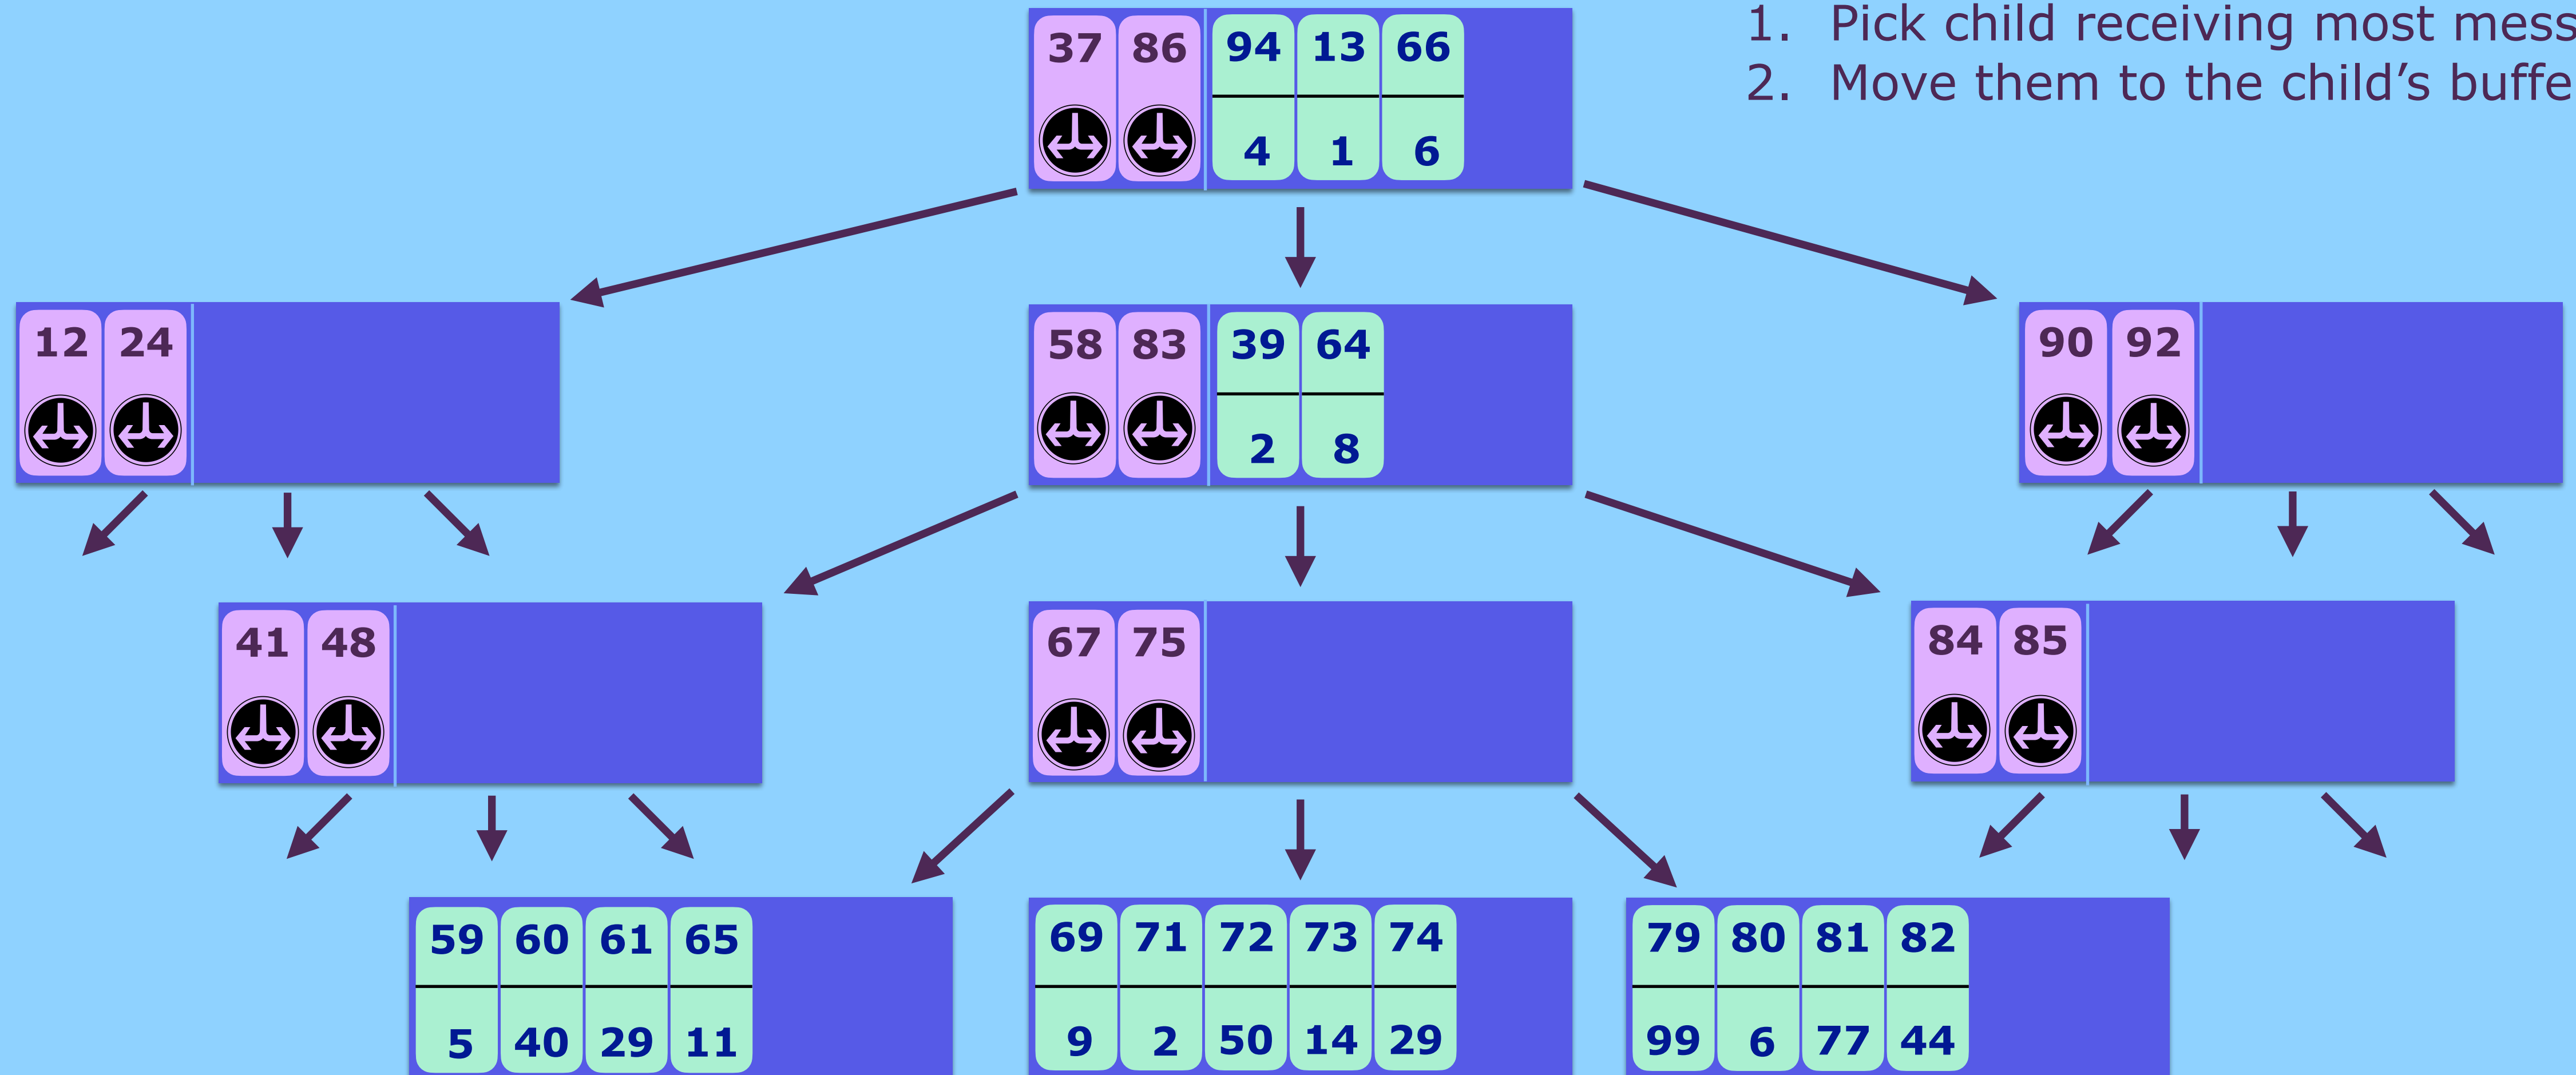 1. Pick child receiving most mess
2. Move them to the child’s buffe
37 86 94 13 66
4 1 6
12 24
58 83 39 64
2 8
90 92
41 48
67 75
84 85
59 60 61 65
5 40 29 11
69 71 72 73 74
9 2 50 14 29
79 80 81 82
99 6 77 44